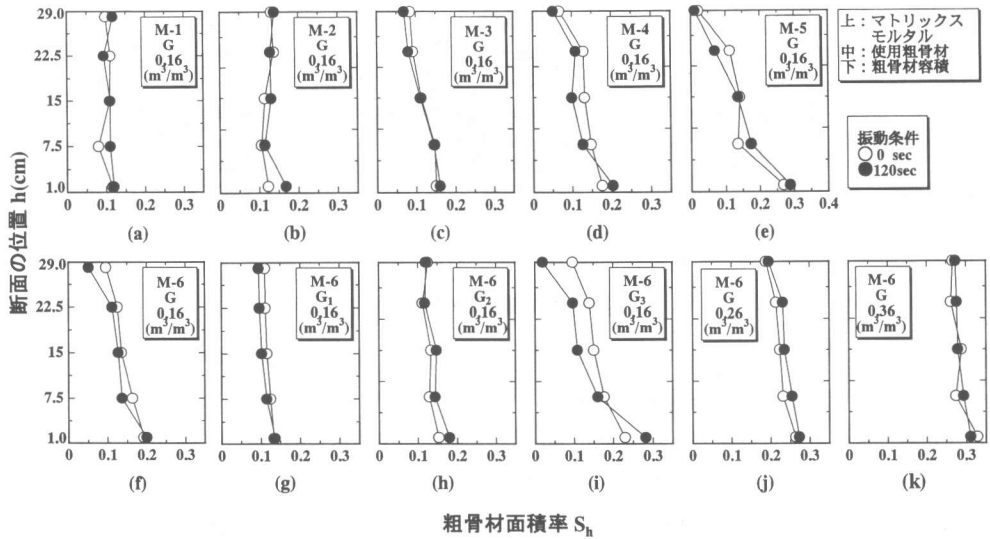 29.0
22.5
15
7.5
1.0
M-1
G
0.16
(m³/m³)
0 0.1 0.2 0.3
(a)
M-2
G
0.16
(m³/m³)
0 0.1 0.2 0.3
(b)
M-3
G
0.16
(m³/m³)
0 0.1 0.2 0.3
(c)
M-4
G
0.16
(m³/m³)
0 0.1 0.2 0.3
(d)
M-5
G
0.16
(m³/m³)
0 0.1 0.2 0.3 0.4
(e)
上:マトリックス
モルタル
中:使用粗骨材
下:粗骨材容積
振動条件
0 sec
120sec
断面の位置 h(cm)
29.0
22.5
15
7.5
1.0
M-6
G
0.16
(m³/m³)
0 0.1 0.2 0.3
(f)
M-6
G₁
0.16
(m³/m³)
0 0.1 0.2 0.3
(g)
M-6
G₂
0.16
(m³/m³)
0 0.1 0.2 0.3
(h)
M-6
G₃
0.16
(m³/m³)
0 0.1 0.2 0.3
(i)
M-6
G
0.26
(m³/m³)
0 0.1 0.2 0.3
(j)
M-6
G
0.36
(m³/m³)
0 0.1 0.2 0.3
(k)
粗骨材面積率 Sₕ